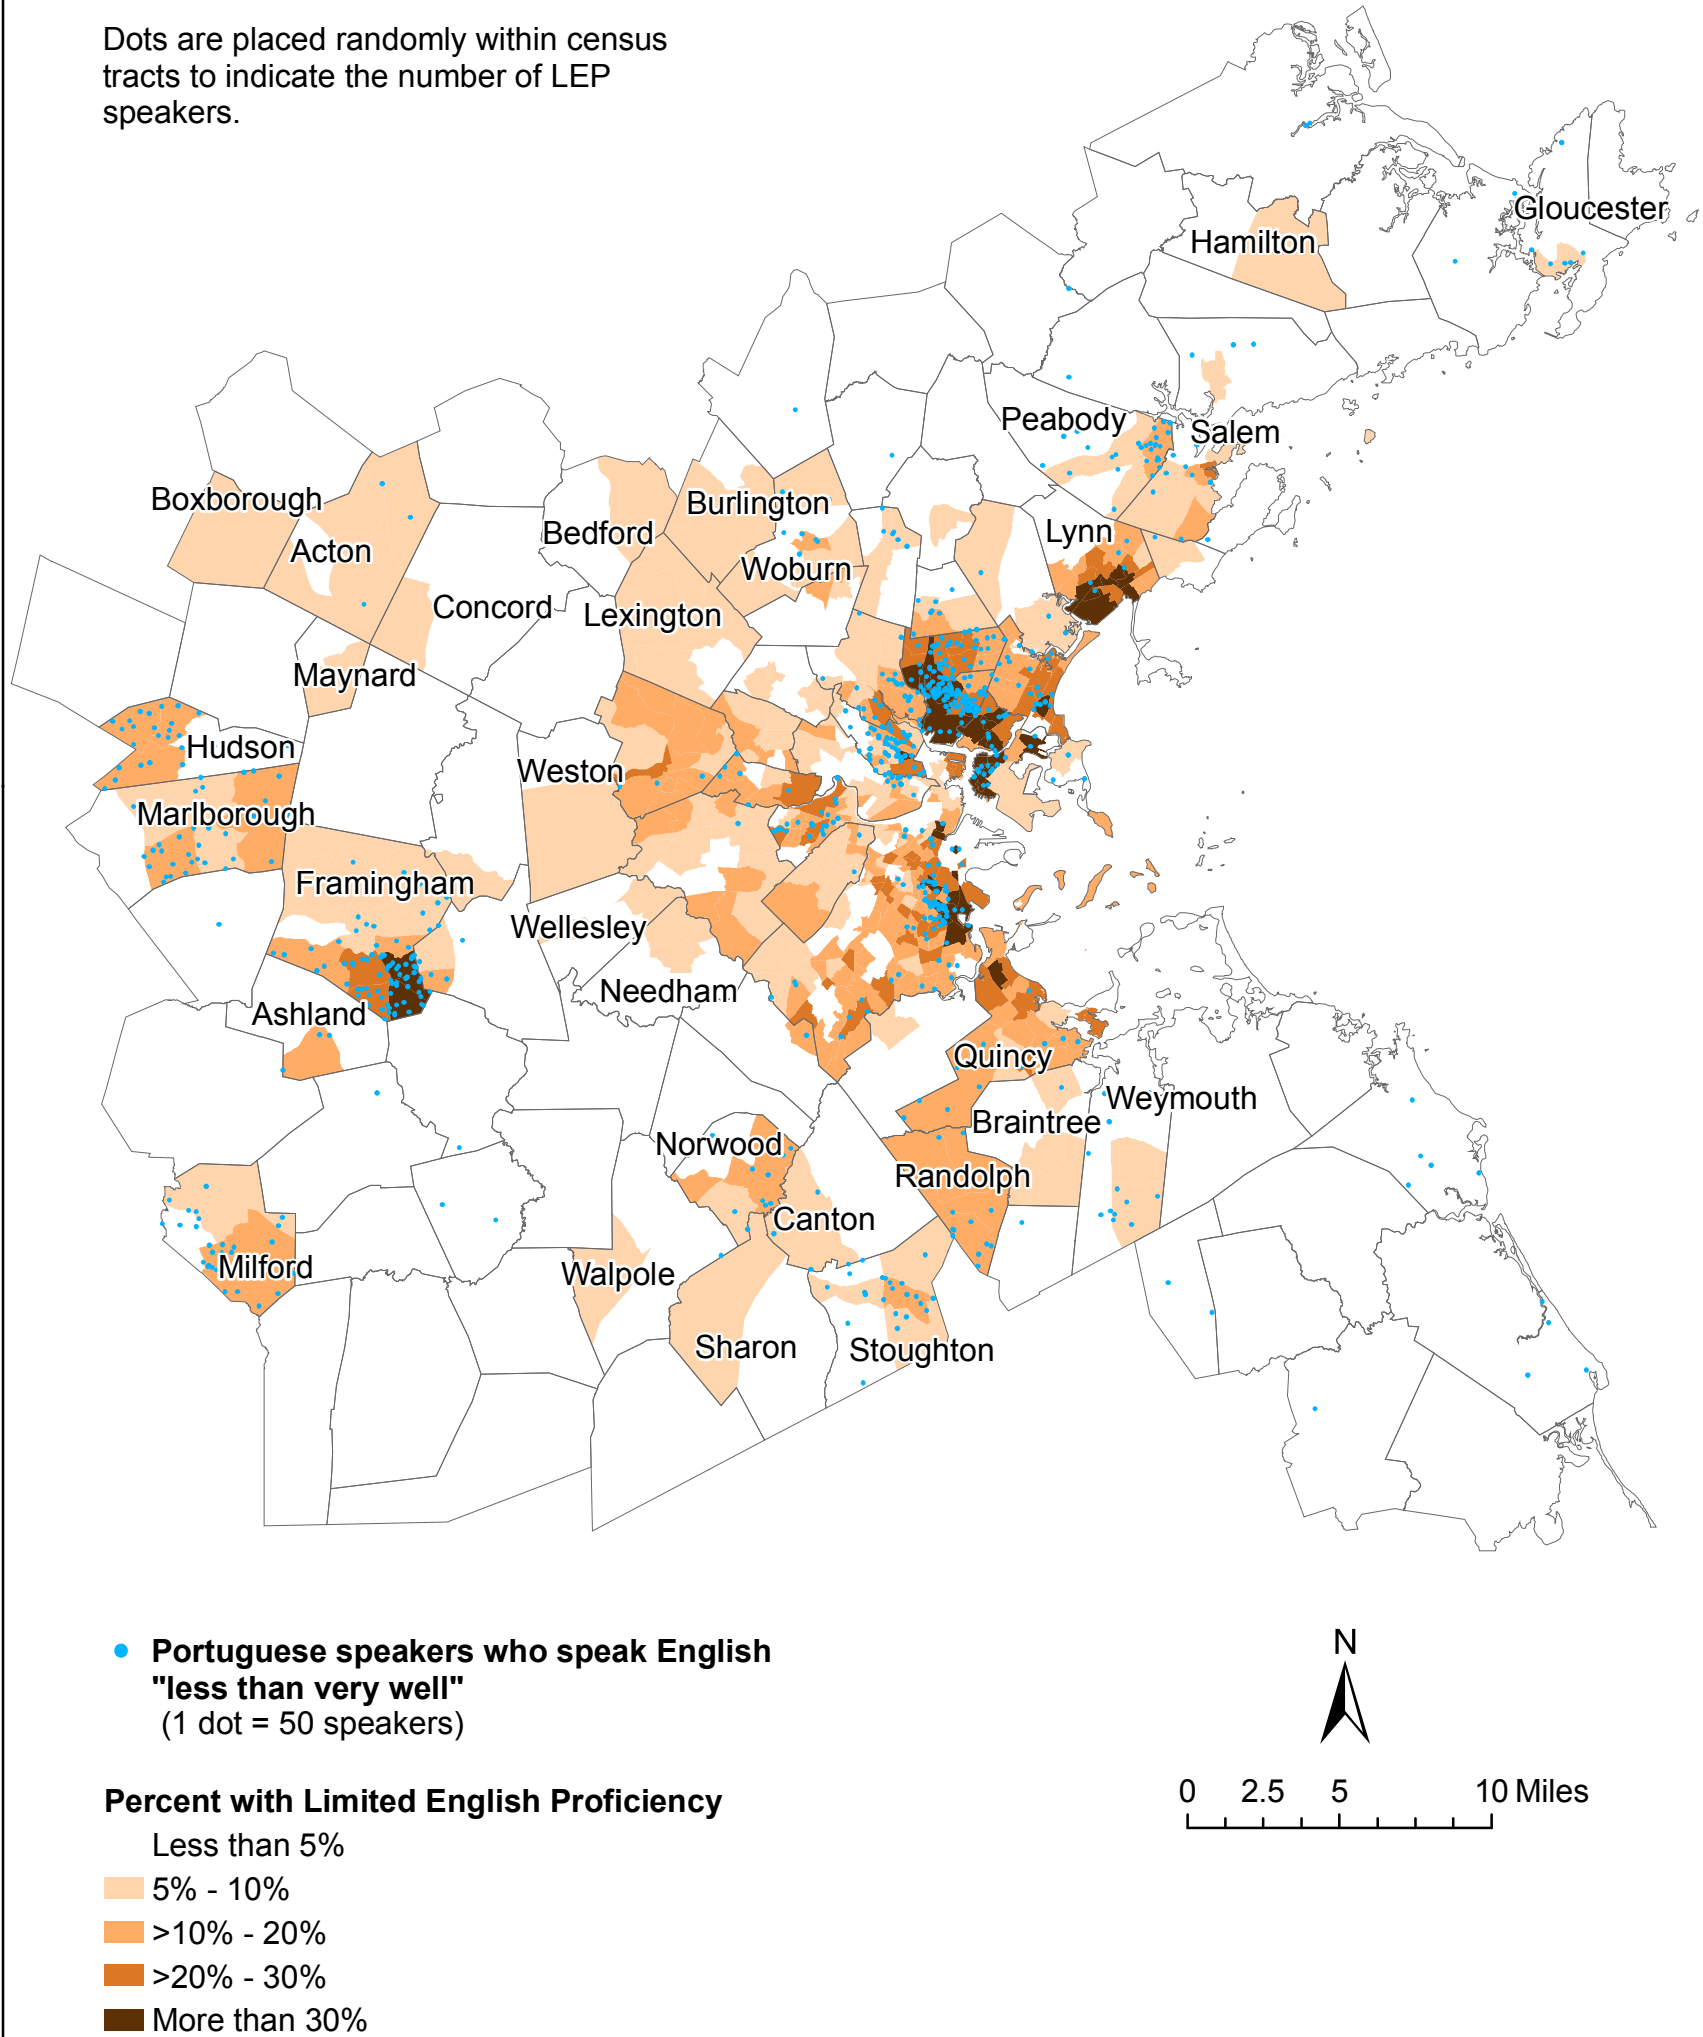 Dots are placed randomly within census
tracts to indicate the number of LEP
speakers.
Gloucester
Hamilton
Peabody
Salem
Boxborough
Burlington
Bedford
Lynn
Acton
Woburn
Concord
Lexington
Maynard
Hudson
Weston
Marlborough
Framingham
Wellesley
Needham
Ashland
Quincy
Weymouth
Braintree
Norwood
Randolph
Canton
Milford
Walpole
Sharon
Stoughton
Portuguese speakers who speak English
"less than very well"
(1 dot = 50 speakers)
N
0 2.5 5 10 Miles
Percent with Limited English Proficiency
Less than 5%
5% - 10%
>10% - 20%
>20% - 30%
More than 30%